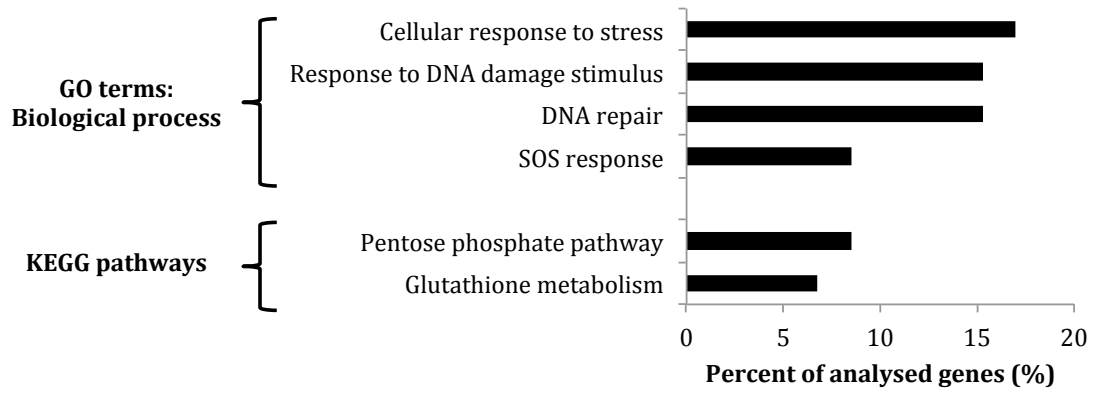 GO terms:
Biological process
Cellular response to stress
Response to DNA damage stimulus
DNA repair
SOS response
KEGG pathways
Pentose phosphate pathway
Glutathione metabolism
0 5 10 15 20
Percent of analysed genes (%)